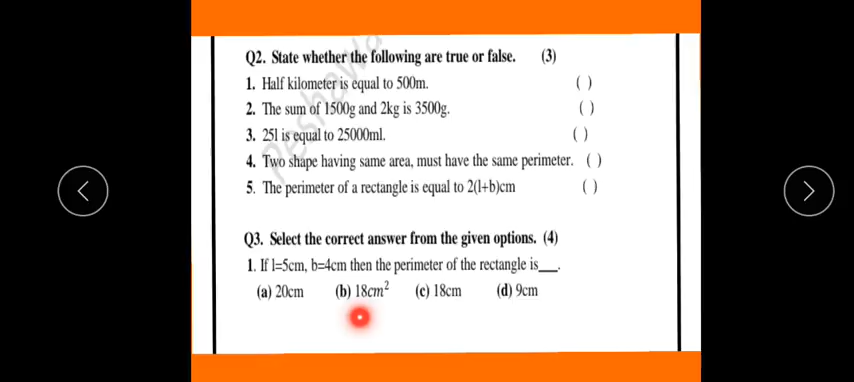 Q2. State whether the following are true or false. (3)
1. Half kilometer is equal to 500m. ( )
2. The sum of 1500g and 2kg is 3500g. ( )
3. 25l is equal to 25000ml. ( )
4. Two shape having same area, must have the same perimeter. ( )
5. The perimeter of a rectangle is equal to 2(l+b)cm ( )
Q3. Select the correct answer from the given options. (4)
1. If l=5cm, b=4cm then the perimeter of the rectangle is__.
(a) 20cm (b) 18cm² (c) 18cm (d) 9cm